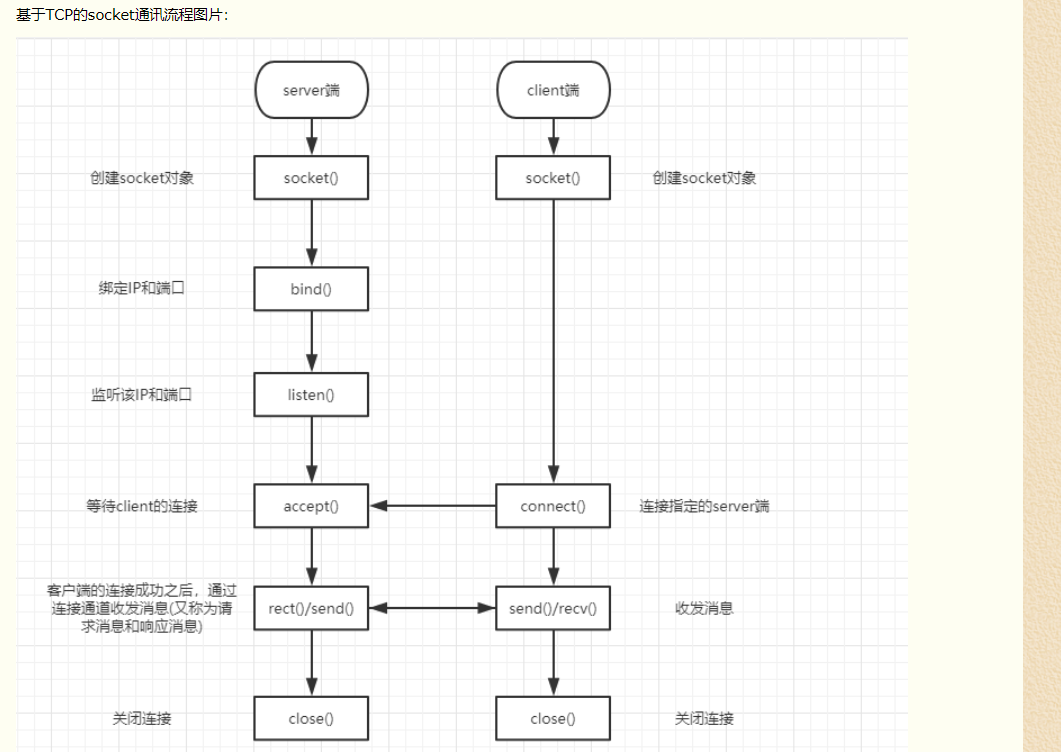 基于TCP的socket通讯流程图片:
server端
client端
创建socket对象
socket()
socket()
创建socket对象
绑定IP和端口
bind()
监听该IP和端口
listen()
等待client的连接
accept()
connect()
连接指定的server端
客户端的连接成功之后，通过
连接通道收发消息(又称为请
求消息和响应消息)
rect()/send()
send()/recv()
收发消息
关闭连接
close()
close()
关闭连接